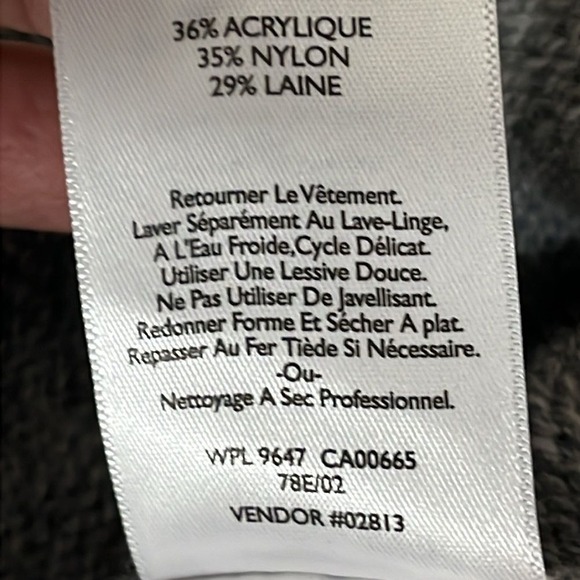 36% ACRYLIQUE
35% NYLON
29% LAINE
Retourner Le Vêtement.
Laver Séparément Au Lave-Linge,
A L'Eau Froide,Cycle Délicat.
Utiliser Une Lessive Douce.
Ne Pas Utiliser De Javellisant.
Redonner Forme Et Sécher A plat.
Repasser Au Fer Tiède Si Nécessaire.
-Ou-
Nettoyage A Sec Professionnel.
WPL 9647 CA00665
78E/02
VENDOR #02813